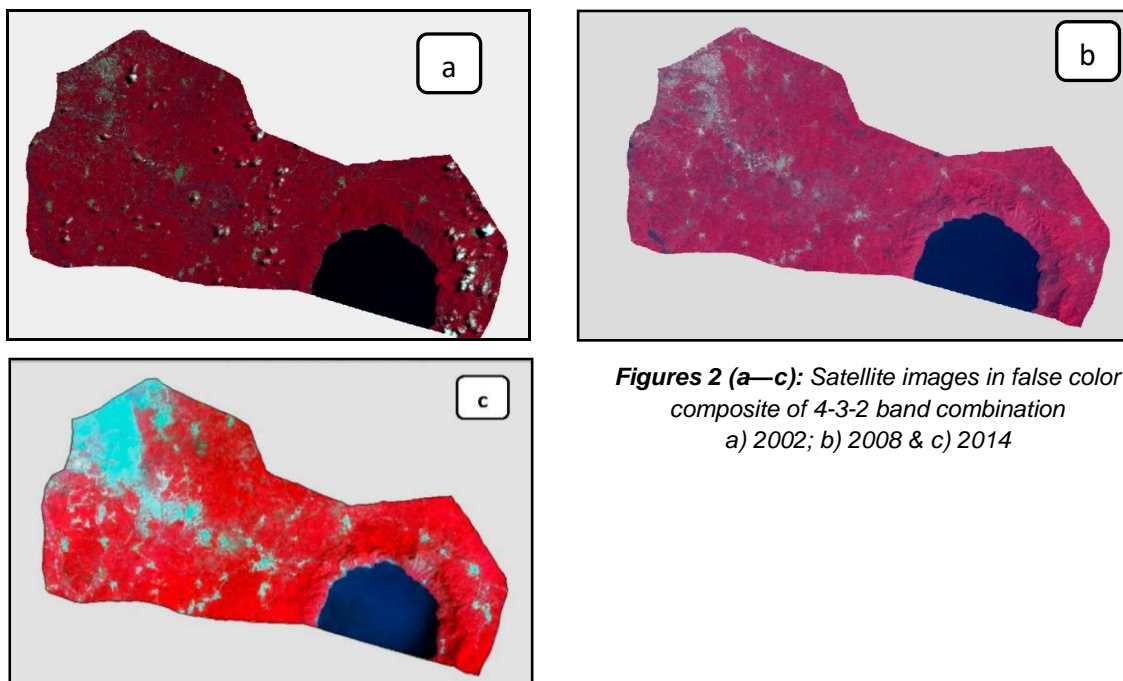 a
b
c
Figures 2 (a—c): Satellite images in false color
composite of 4-3-2 band combination
a) 2002; b) 2008 & c) 2014